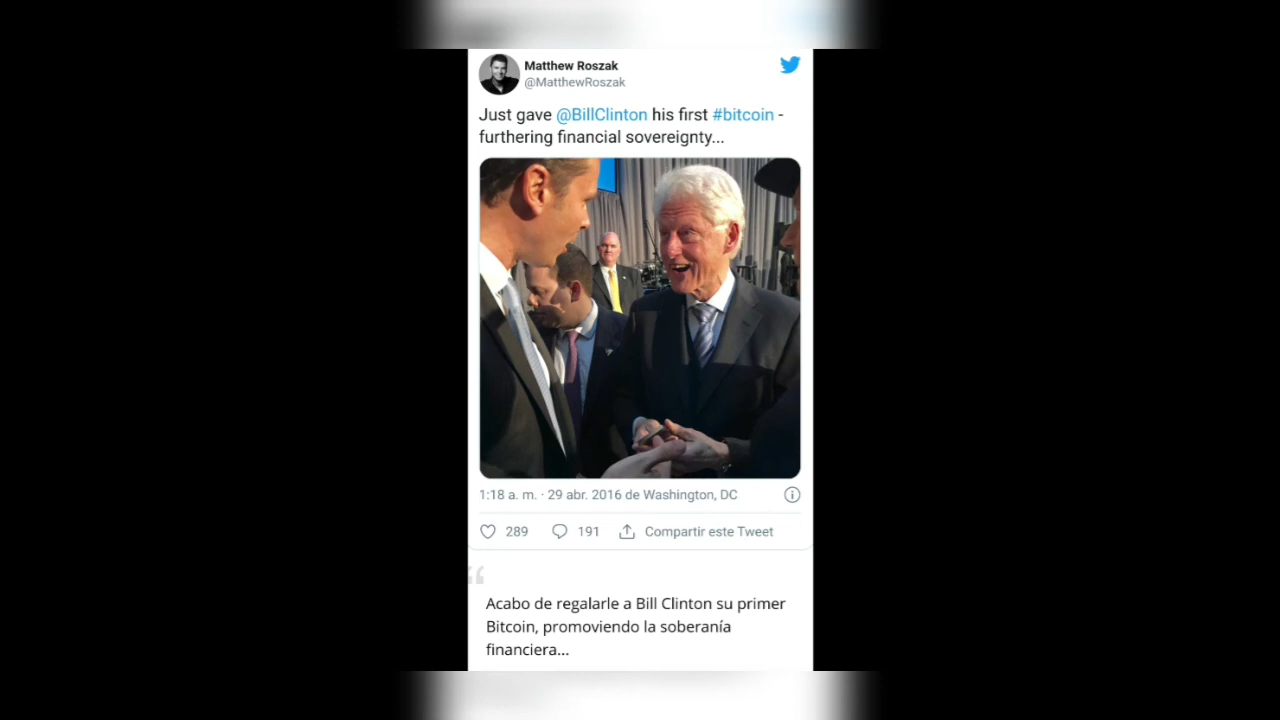 Matthew Roszak
@MatthewRoszak
Just gave @BillClinton his first #bitcoin -
furthering financial sovereignty...
1:18 a. m. · 29 abr. 2016 de Washington, DC
289 191 Compartir este Tweet
“
Acabo de regalarle a Bill Clinton su primer
Bitcoin, promoviendo la soberanía
financiera...